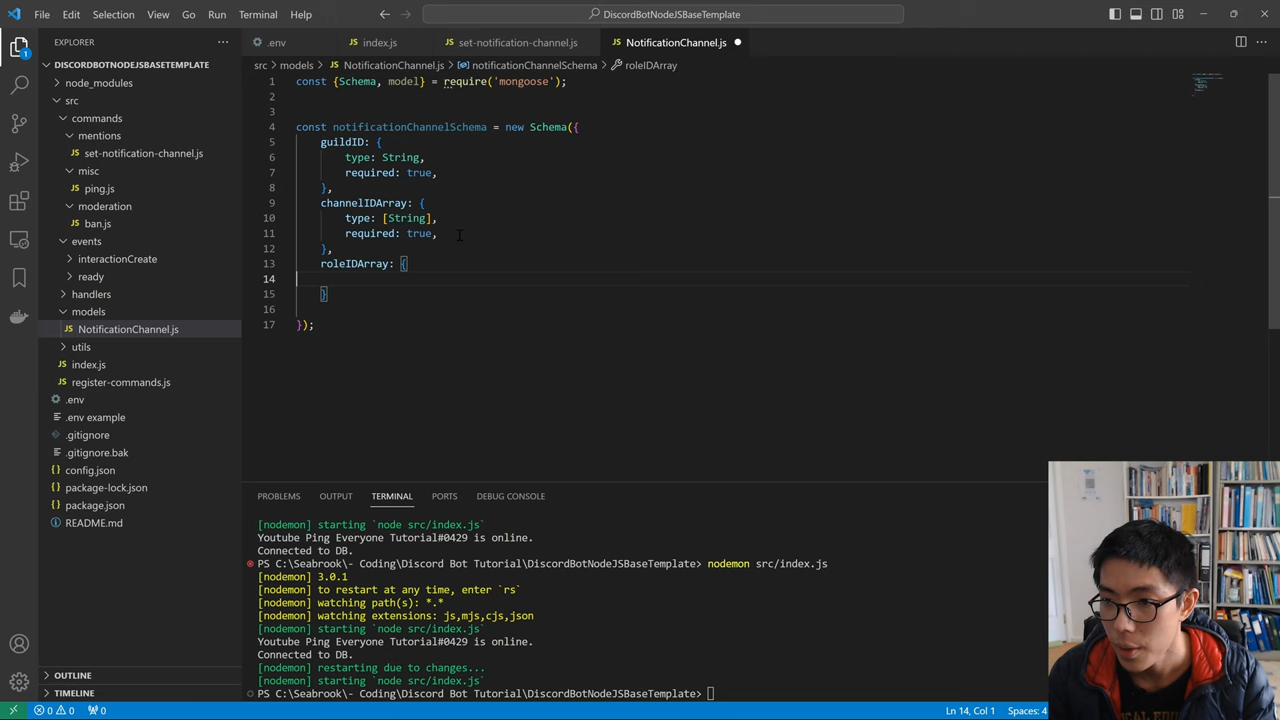 File Edit Selection View Go Run Terminal Help
DiscordBotNodeJSBaseTemplate
EXPLORER
.env
index.js
set-notification-channel.js
NotificationChannel.js
DISCORDBOTNODEJSBASETEMPLATE
node_modules
src
commands
mentions
set-notification-channel.js
misc
ping.js
moderation
ban.js
events
interactionCreate
ready
handlers
models
NotificationChannel.js
utils
index.js
register-commands.js
.env
.env example
.gitignore
.gitignore.bak
config.json
package-lock.json
package.json
README.md
OUTLINE
TIMELINE
src > models > JS NotificationChannel.js > notificationChannelSchema > roleIDArray
1 const {Schema, model} = require('mongoose');
2
3
4 const notificationChannelSchema = new Schema({
5 guildID: {
6 type: String,
7 required: true,
8 },
9 channelIDArray: {
10 type: [String],
11 required: true,
12 },
13 roleIDArray: {
14
15 }
16
17 });
PROBLEMS OUTPUT TERMINAL PORTS DEBUG CONSOLE
[nodemon] starting `node src/index.js`
Youtube Ping Everyone Tutorial#0429 is online.
Connected to DB.
PS C:\Seabrook\- Coding\Discord Bot Tutorial\DiscordBotNodeJSBaseTemplate> nodemon src/index.js
[nodemon] 3.0.1
[nodemon] to restart at any time, enter `rs`
[nodemon] watching path(s): *.*
[nodemon] watching extensions: js,mjs,cjs,json
[nodemon] starting `node src/index.js`
Youtube Ping Everyone Tutorial#0429 is online.
Connected to DB.
[nodemon] restarting due to changes...
[nodemon] starting `node src/index.js`
PS C:\Seabrook\- Coding\Discord Bot Tutorial\DiscordBotNodeJSBaseTemplate>
0 0 0
Ln 14, Col 1 Spaces: 4